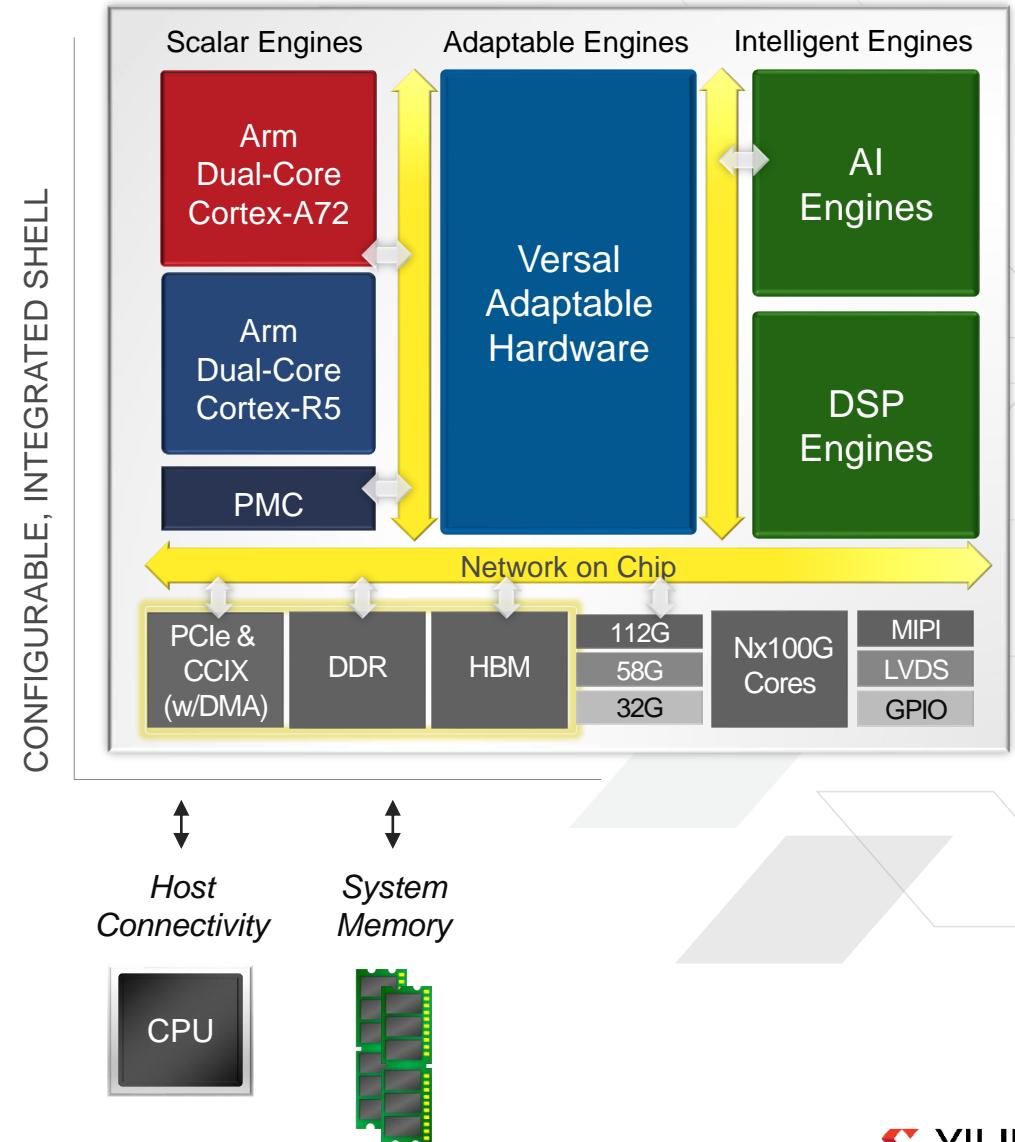 Scalar Engines
Adaptable Engines
Intelligent Engines
CONFIGURABLE, INTEGRATED SHELL
Arm
Dual-Core
Cortex-A72
Arm
Dual-Core
Cortex-R5
PMC
Versal
Adaptable
Hardware
AI
Engines
DSP
Engines
Network on Chip
PCIe &
CCIX
(w/DMA)
DDR
HBM
112G
58G
32G
Nx100G
Cores
MIPI
LVDS
GPIO
Host
Connectivity
System
Memory
CPU